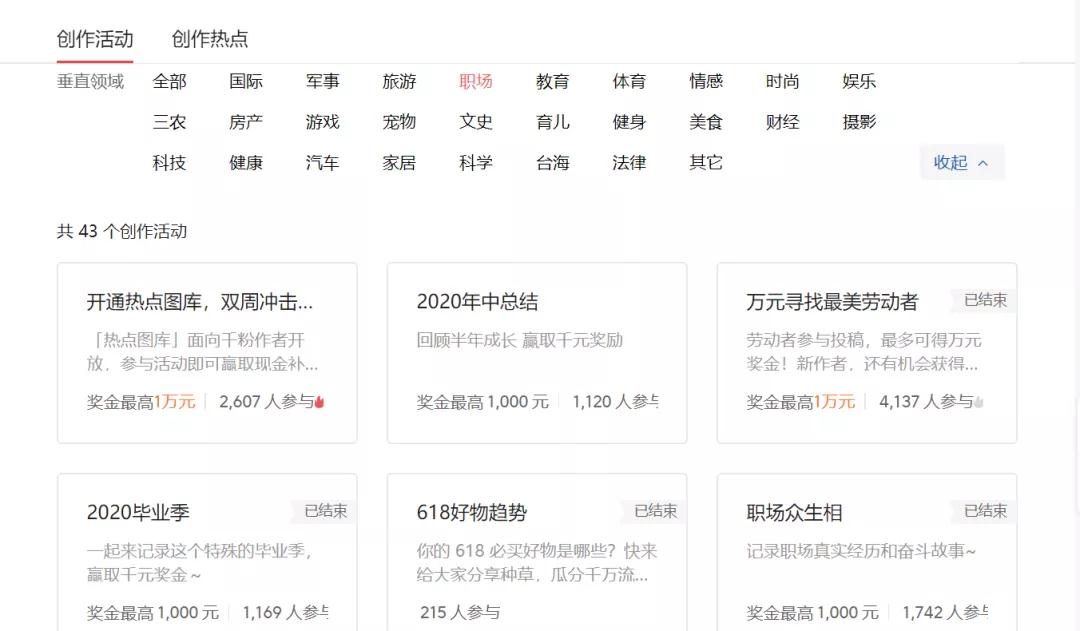 创作活动 创作热点
垂直领域 全部 国际 军事 旅游 职场 教育 体育 情感 时尚 娱乐
三农 房产 游戏 宠物 文史 育儿 健身 美食 财经 摄影
科技 健康 汽车 家居 科学 台海 法律 其它
收起
共 43 个创作活动
开通热点图库，双周冲击...
「热点图库」面向千粉作者开
放，参与活动即可赢取现金补...
奖金最高1万元 2,607 人参与
2020年中总结
回顾半年成长 赢取千元奖励
奖金最高 1,000 元 1,120 人参与
万元寻找最美劳动者 已结束
劳动者参与投稿，最多可得万元
奖金！新作者，还有机会获得...
奖金最高1万元 4,137 人参与
2020毕业季 已结束
一起来记录这个特殊的毕业季，
赢取千元奖金～
奖金最高 1,000 元 1,169 人参与
618好物趋势 已结束
你的 618 必买好物是哪些？快来
给大家分享种草，瓜分千万流...
215 人参与
职场众生相 已结束
记录职场真实经历和奋斗故事~
奖金最高 1,000 元 1,742 人参与